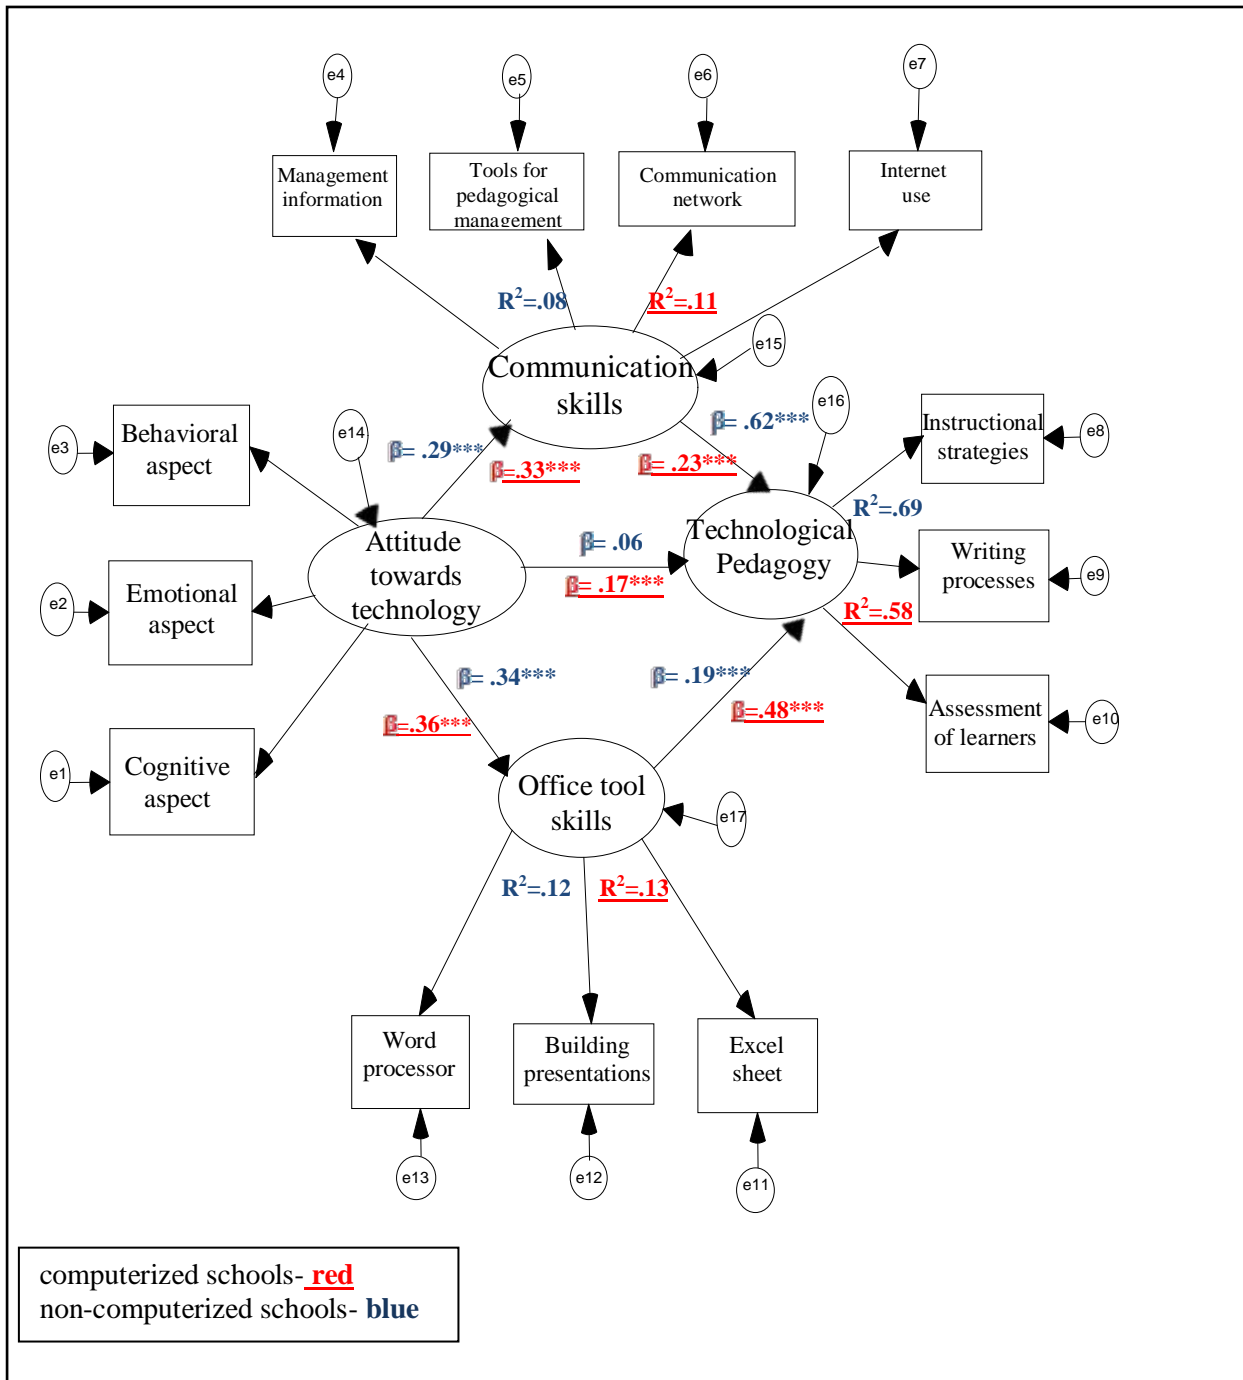 e4
e5
e6
e7
Management
information
Tools for
pedagogical
management
Communication
network
Internet
use
R²=.08
R²=.11
e15
Communication
skills
e16
e3
Behavioral
aspect
e14
β= .29***
β=.33***
β= .62***
β= .23***
Instructional
strategies
e8
R²=.69
Attitude
towards
technology
β= .06
β= .17***
Technological
Pedagogy
Writing
processes
e9
e2
Emotional
aspect
R²=.58
β= .34***
β=.36***
β= .19***
β=.48***
Assessment
of learners
e10
e1
Cognitive
aspect
Office tool
skills
e17
R²=.12
R²=.13
Word
processor
Building
presentations
Excel
sheet
e13
e12
e11
computerized schools- red
non-computerized schools- blue